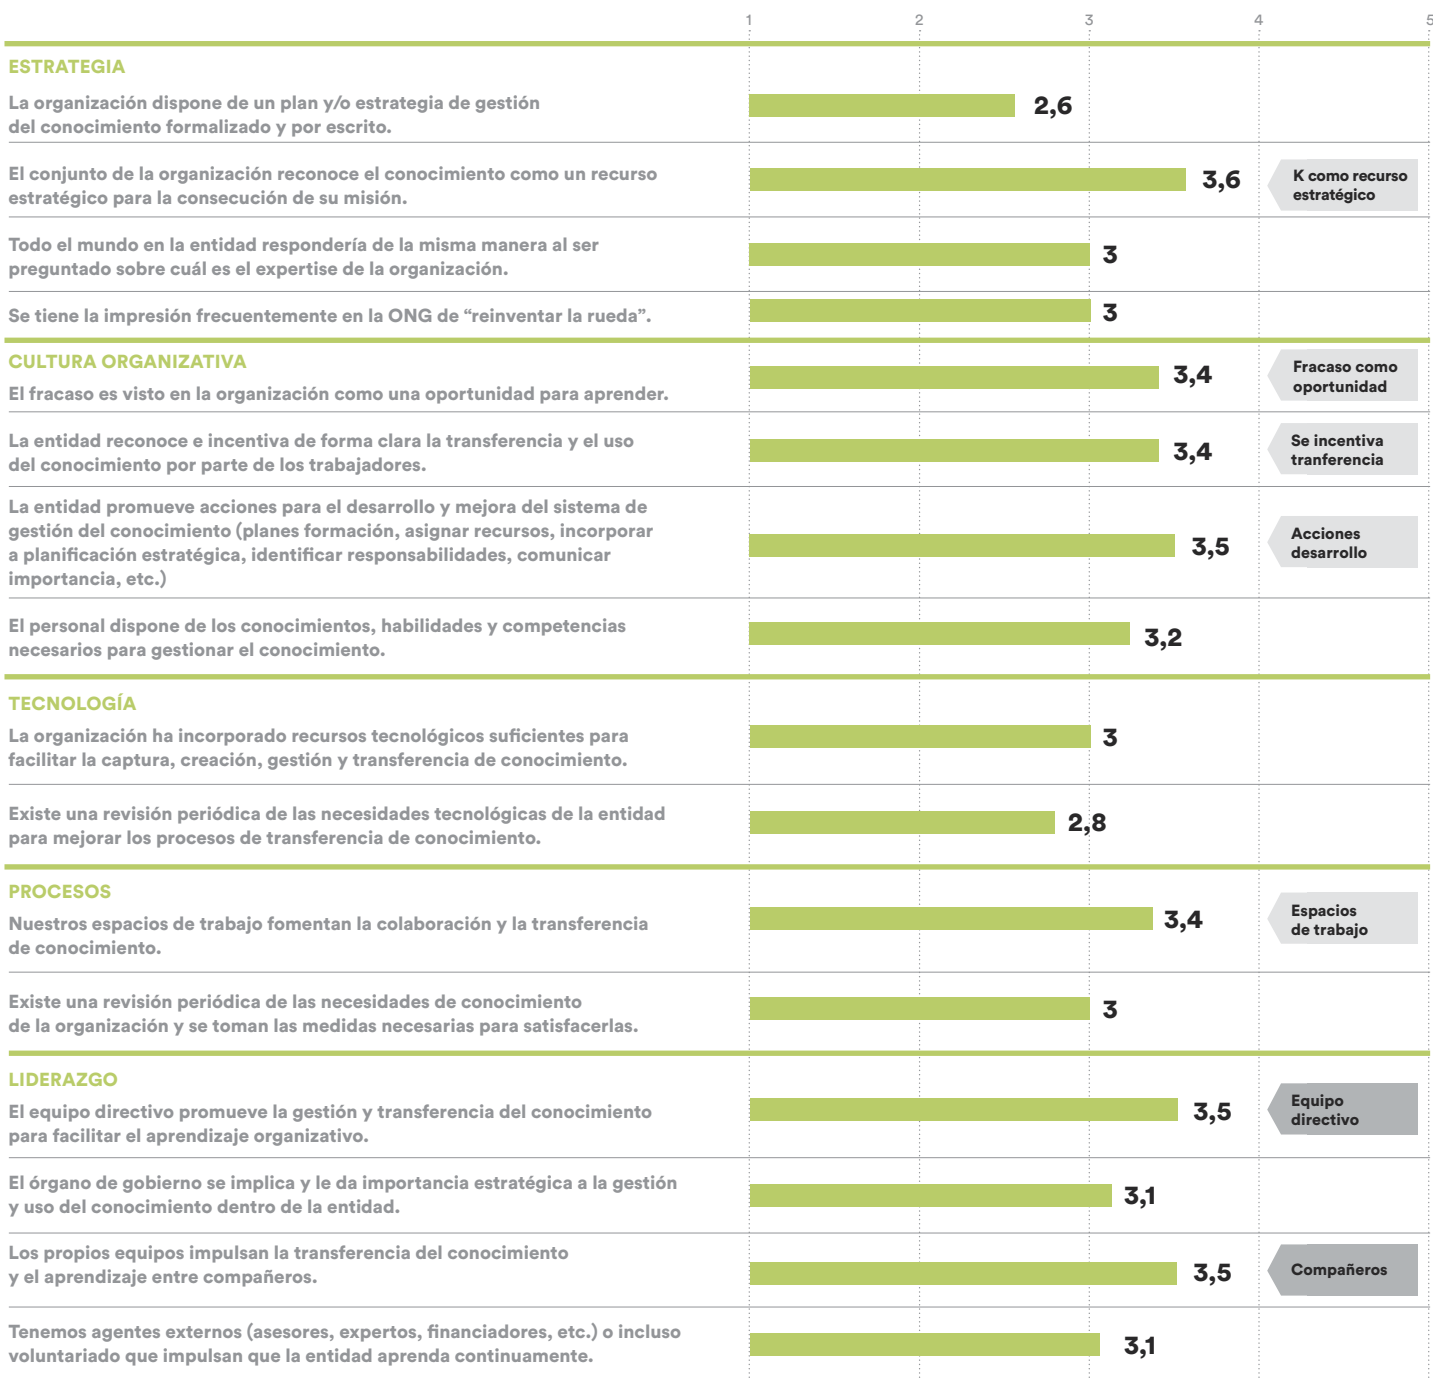 1 2 3 4 5
ESTRATEGIA
La organización dispone de un plan y/o estrategia de gestión
del conocimiento formalizado y por escrito.
2,6
El conjunto de la organización reconoce el conocimiento como un recurso
estratégico para la consecución de su misión.
3,6
K como recurso
estratégico
Todo el mundo en la entidad respondería de la misma manera al ser
preguntado sobre cuál es el expertise de la organización.
3
Se tiene la impresión frecuentemente en la ONG de “reinventar la rueda”.
3
CULTURA ORGANIZATIVA
El fracaso es visto en la organización como una oportunidad para aprender.
3,4
Fracaso como
oportunidad
La entidad reconoce e incentiva de forma clara la transferencia y el uso
del conocimiento por parte de los trabajadores.
3,4
Se incentiva
tranferencia
La entidad promueve acciones para el desarrollo y mejora del sistema de
gestión del conocimiento (planes formación, asignar recursos, incorporar
a planificación estratégica, identificar responsabilidades, comunicar
importancia, etc.)
3,5
Acciones
desarrollo
El personal dispone de los conocimientos, habilidades y competencias
necesarios para gestionar el conocimiento.
3,2
TECNOLOGÍA
La organización ha incorporado recursos tecnológicos suficientes para
facilitar la captura, creación, gestión y transferencia de conocimiento.
3
Existe una revisión periódica de las necesidades tecnológicas de la entidad
para mejorar los procesos de transferencia de conocimiento.
2,8
PROCESOS
Nuestros espacios de trabajo fomentan la colaboración y la transferencia
de conocimiento.
3,4
Espacios
de trabajo
Existe una revisión periódica de las necesidades de conocimiento
de la organización y se toman las medidas necesarias para satisfacerlas.
3
LIDERAZGO
El equipo directivo promueve la gestión y transferencia del conocimiento
para facilitar el aprendizaje organizativo.
3,5
Equipo
directivo
El órgano de gobierno se implica y le da importancia estratégica a la gestión
y uso del conocimiento dentro de la entidad.
3,1
Los propios equipos impulsan la transferencia del conocimiento
y el aprendizaje entre compañeros.
3,5
Compañeros
Tenemos agentes externos (asesores, expertos, financiadores, etc.) o incluso
voluntariado que impulsan que la entidad aprenda continuamente.
3,1